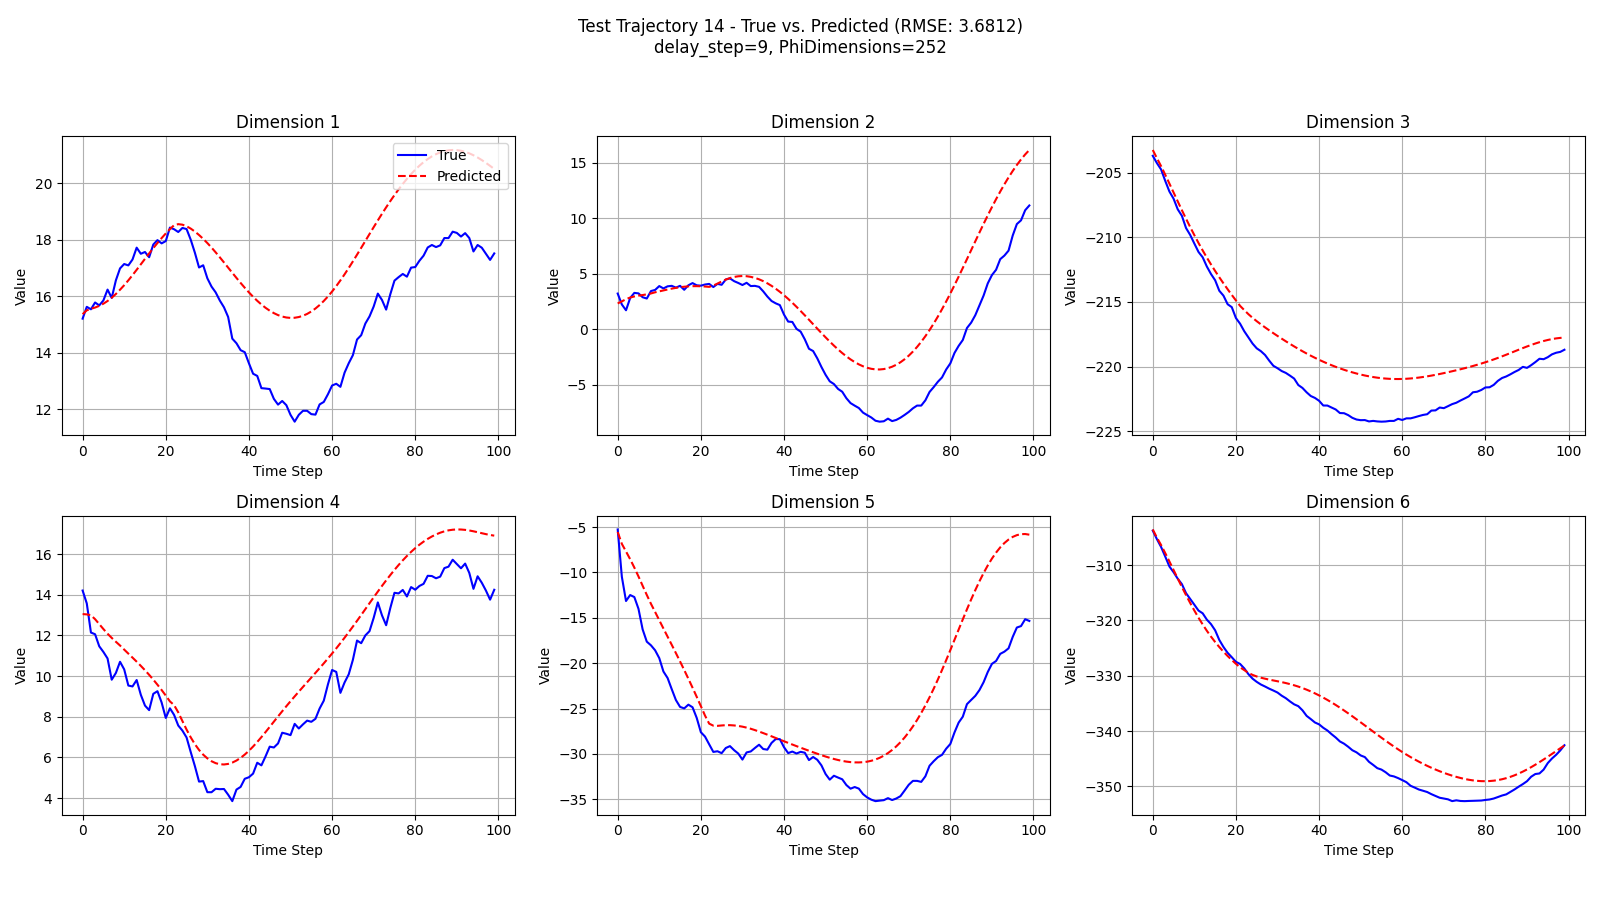 Test Trajectory 14 - True vs. Predicted (RMSE: 3.6812)
delay_step=9, PhiDimensions=252
Dimension 1
True
Predicted
20
18
16
14
12
Value
0 20 40 60 80 100
Time Step
Dimension 2
15
10
5
0
−5
Value
0 20 40 60 80 100
Time Step
Dimension 3
−205
−210
−215
−220
−225
Value
0 20 40 60 80 100
Time Step
Dimension 4
16
14
12
10
8
6
4
Value
0 20 40 60 80 100
Time Step
Dimension 5
−5
−10
−15
−20
−25
−30
−35
Value
0 20 40 60 80 100
Time Step
Dimension 6
−310
−320
−330
−340
−350
Value
0 20 40 60 80 100
Time Step